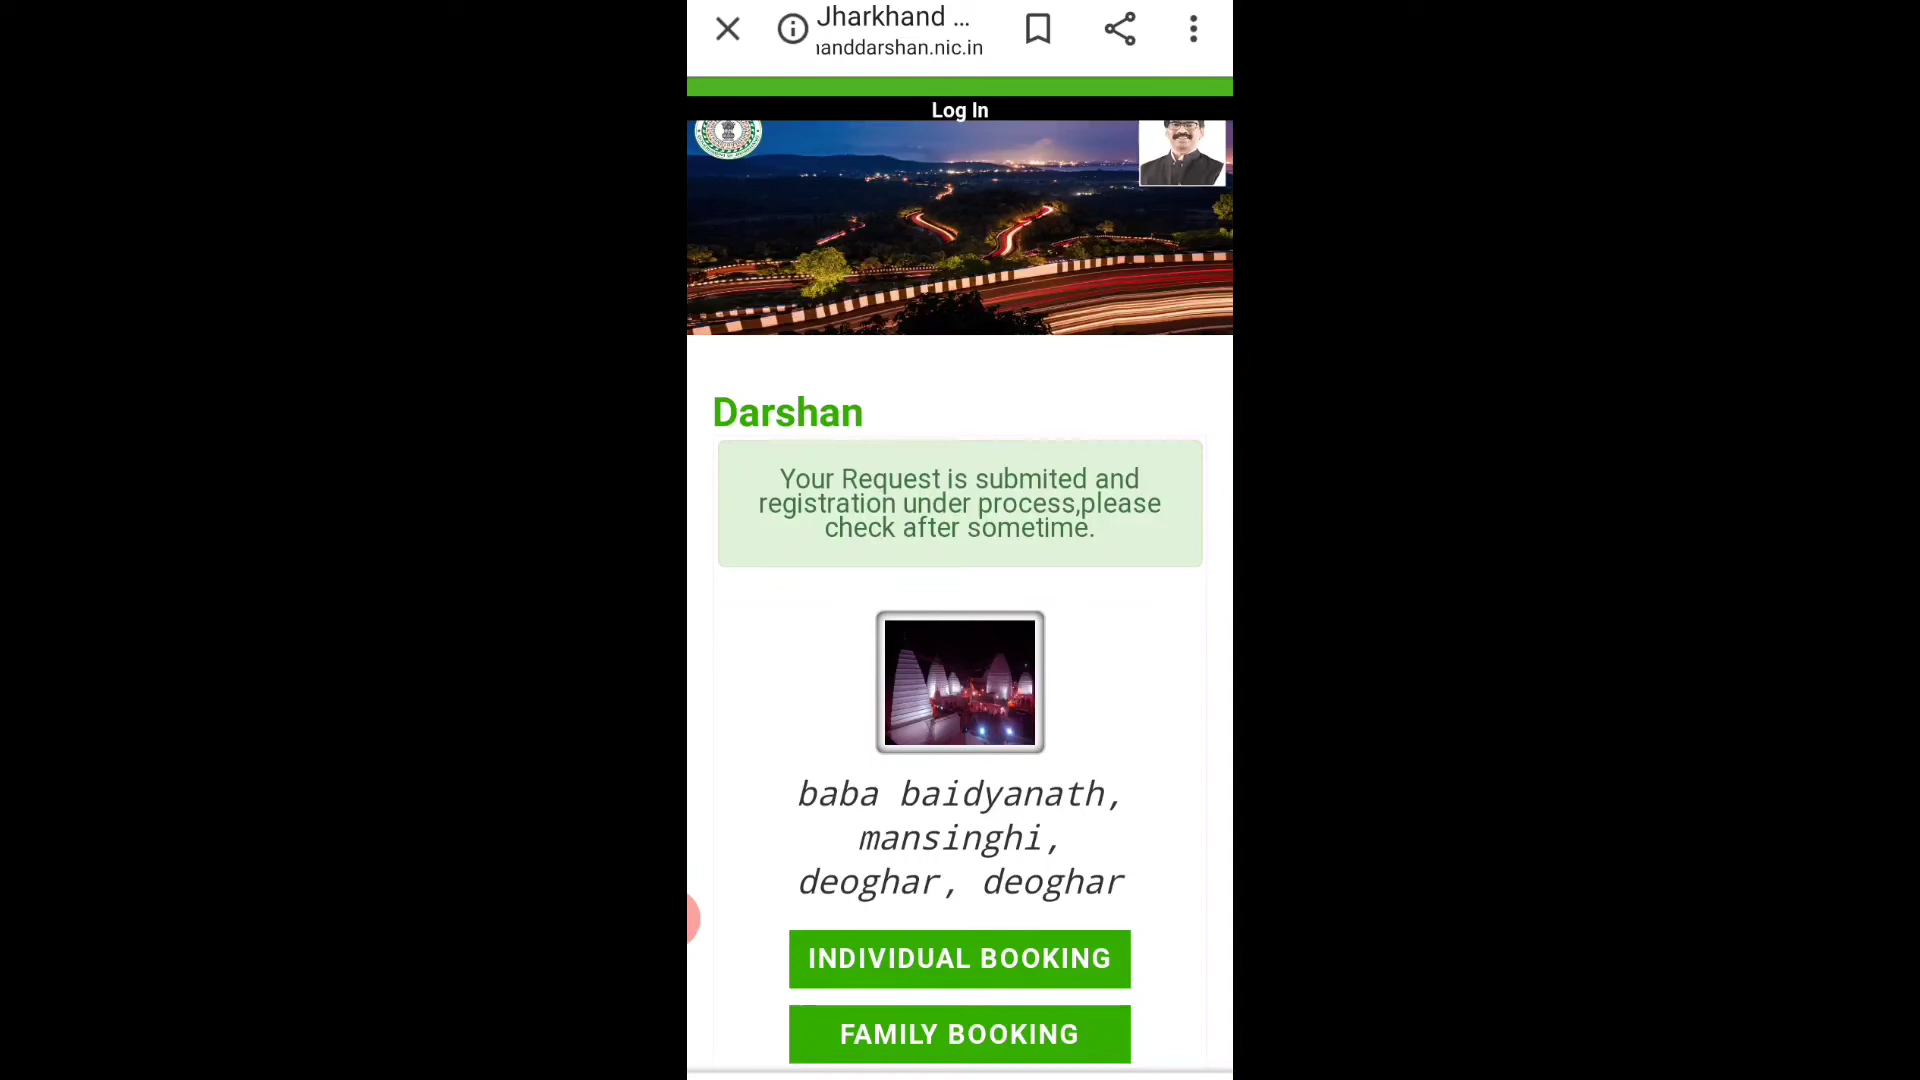 Jharkhand ...
anddarshan.nic.in
Log In
Darshan
Your Request is submited and
registration under process,please
check after sometime.
baba baidyanath,
mansinghi,
deoghar, deoghar
INDIVIDUAL BOOKING
FAMILY BOOKING